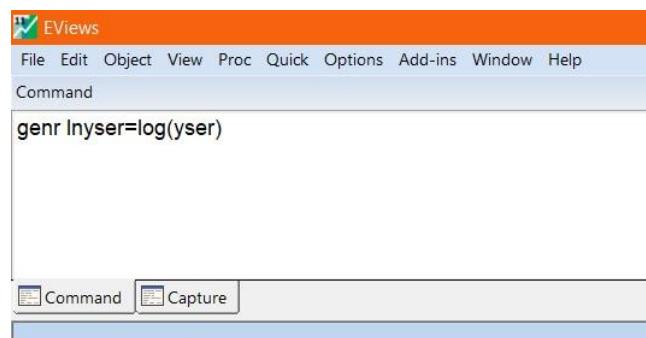 EViews
File Edit Object View Proc Quick Options Add-ins Window Help
Command
genr lnyser=log(yser)
Command Capture